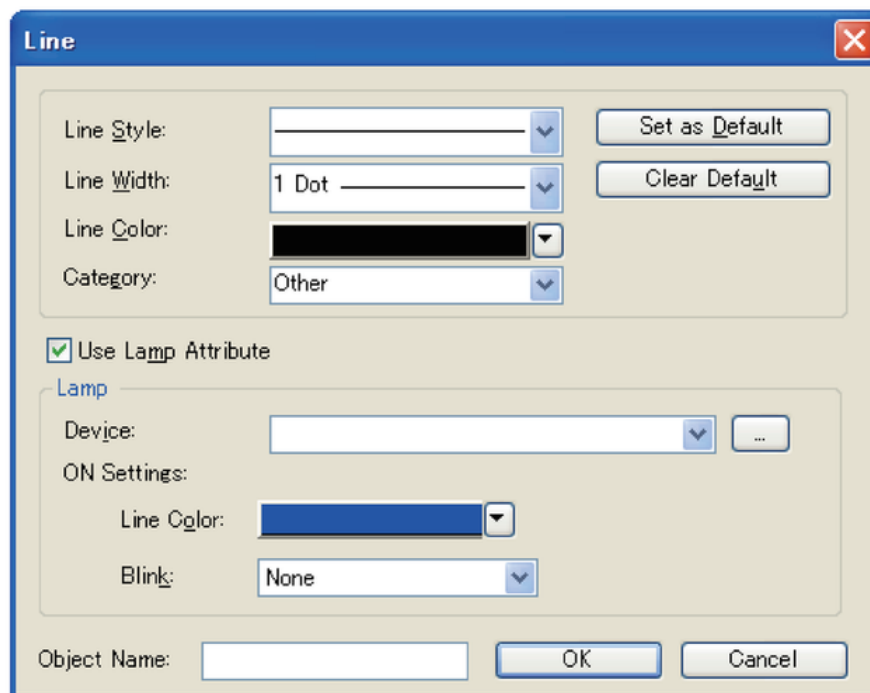 Line
Line Style:
Set as Default
Line Width:
1 Dot
Clear Default
Line Color:
Category:
Other
Use Lamp Attribute
Lamp
Device:
...
ON Settings:
Line Color:
Blink:
None
Object Name:
OK
Cancel